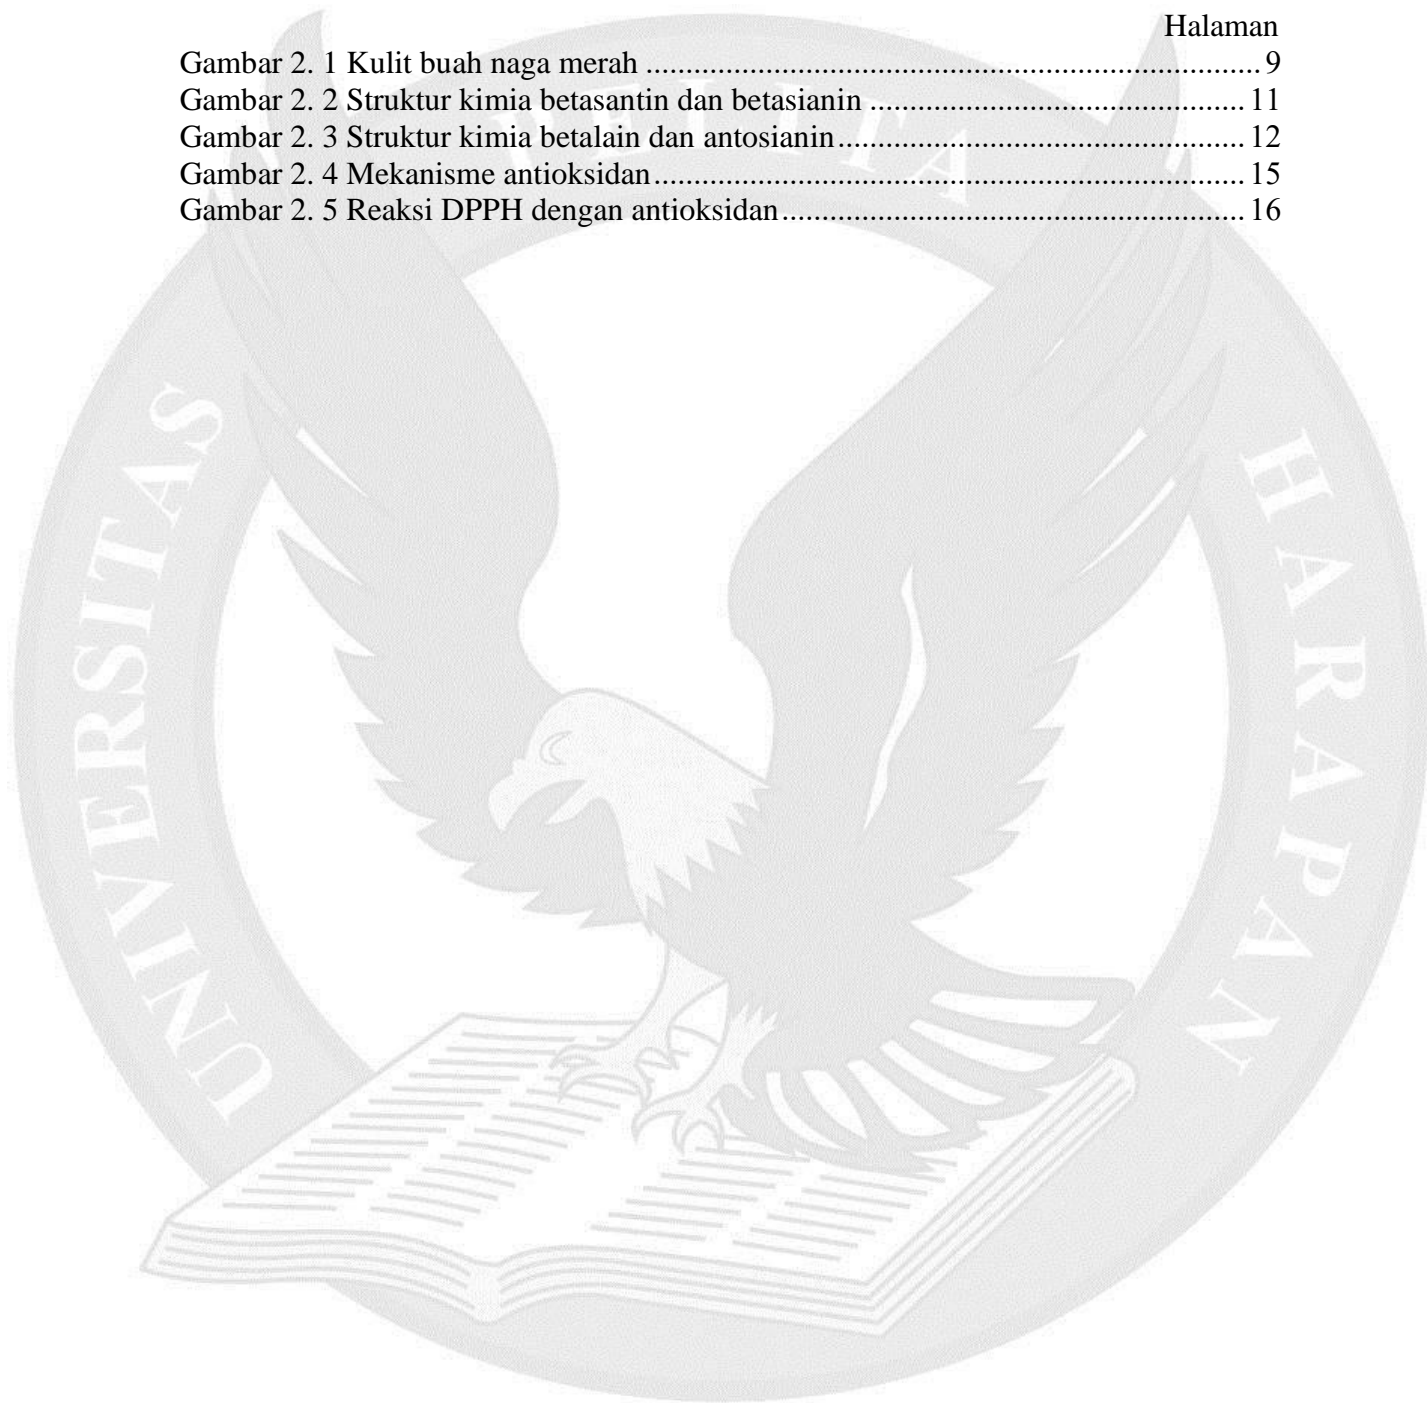 Halaman
Gambar 2. 1 Kulit buah naga merah ........................................................................... 9
Gambar 2. 2 Struktur kimia betasantin dan betasianin .............................................. 11
Gambar 2. 3 Struktur kimia betalain dan antosianin .................................................. 12
Gambar 2. 4 Mekanisme antioksidan ........................................................................ 15
Gambar 2. 5 Reaksi DPPH dengan antioksidan ......................................................... 16
UNIVERSITAS PELITA HARAPAN